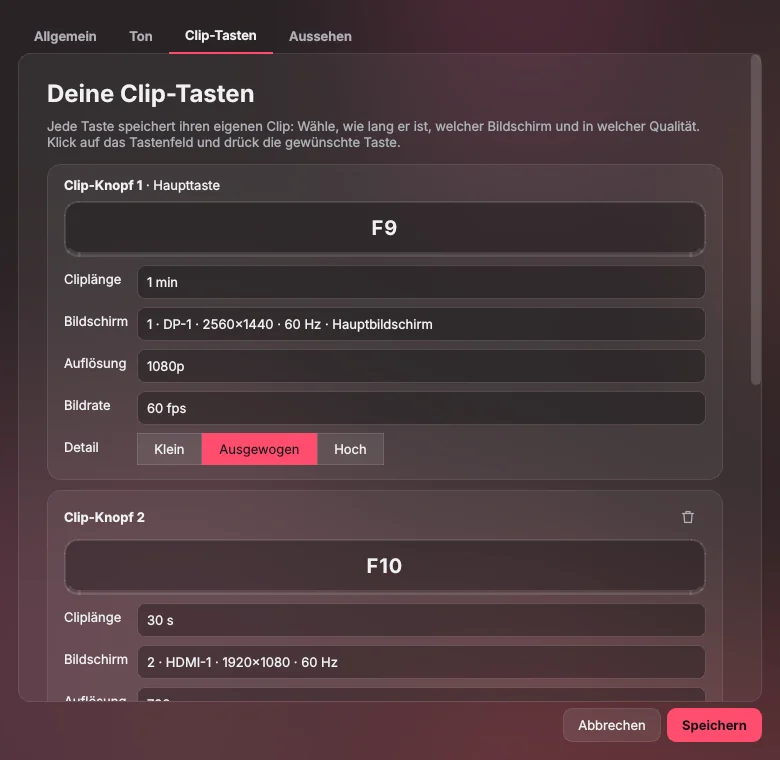 Allgemein Ton Clip-Tasten Aussehen
Deine Clip-Tasten
Jede Taste speichert ihren eigenen Clip: Wähle, wie lang er ist, welcher Bildschirm und in welcher Qualität.
Klick auf das Tastenfeld und drück die gewünschte Taste.
Clip-Knopf 1 · Haupttaste
F9
Cliplänge 1 min
Bildschirm 1 · DP-1 · 2560×1440 · 60 Hz · Hauptbildschirm
Auflösung 1080p
Bildrate 60 fps
Detail Klein Ausgewogen Hoch
Clip-Knopf 2
F10
Cliplänge 30 s
Bildschirm 2 · HDMI-1 · 1920×1080 · 60 Hz
Auflösung
Abbrechen Speichern